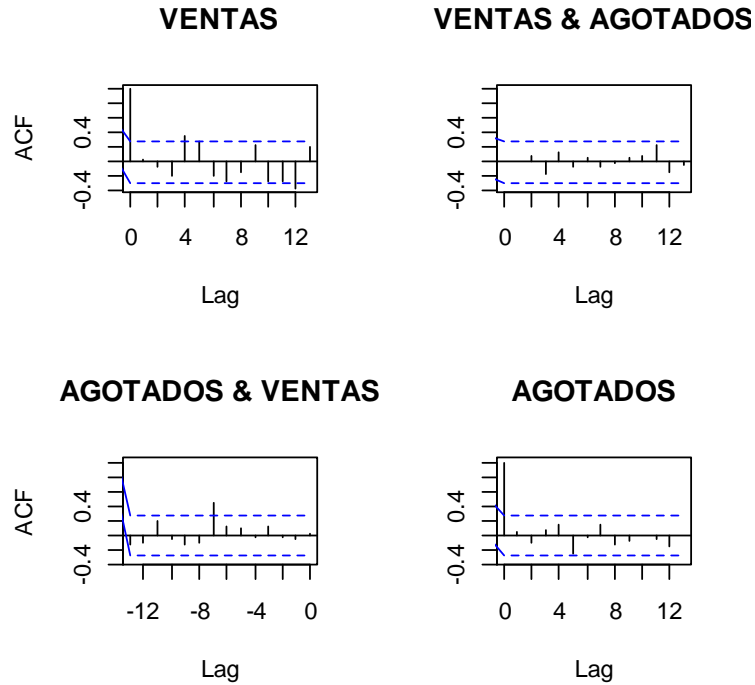 VENTAS
VENTAS & AGOTADOS
ACF
0.4
-0.4
0 4 8 12
Lag
0.4
-0.4
0 4 8 12
Lag
AGOTADOS & VENTAS
AGOTADOS
ACF
0.4
-0.4
-12 -8 -4 0
Lag
0.4
-0.4
0 4 8 12
Lag